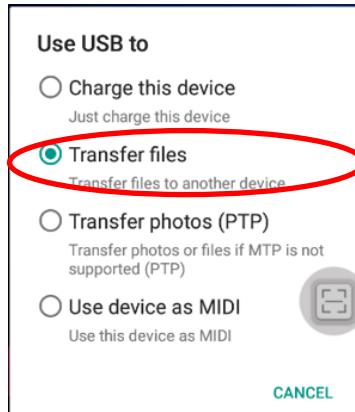 Use USB to
Charge this device
Just charge this device
Transfer files
Transfer files to another device
Transfer photos (PTP)
Transfer photos or files if MTP is not
supported (PTP)
Use device as MIDI
Use this device as MIDI
CANCEL